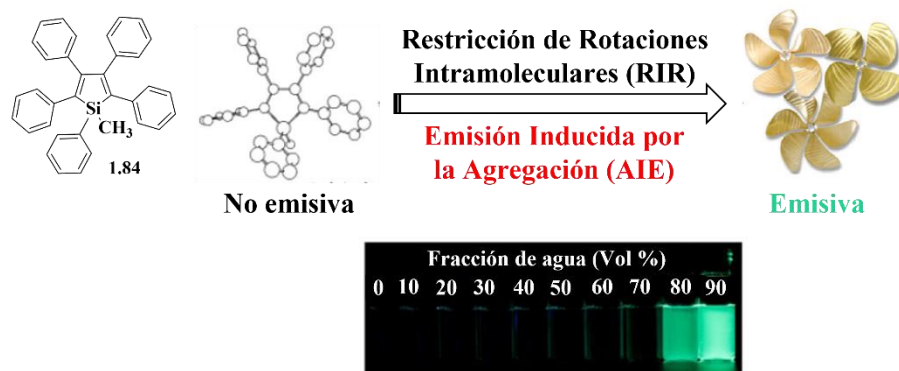 Si
CH3
1.84
No emisiva
Restricción de Rotaciones
Intramoleculares (RIR)
Emisión Inducida por
la Agregación (AIE)
Emisiva
Fracción de agua (Vol %)
0 10 20 30 40 50 60 70 80 90